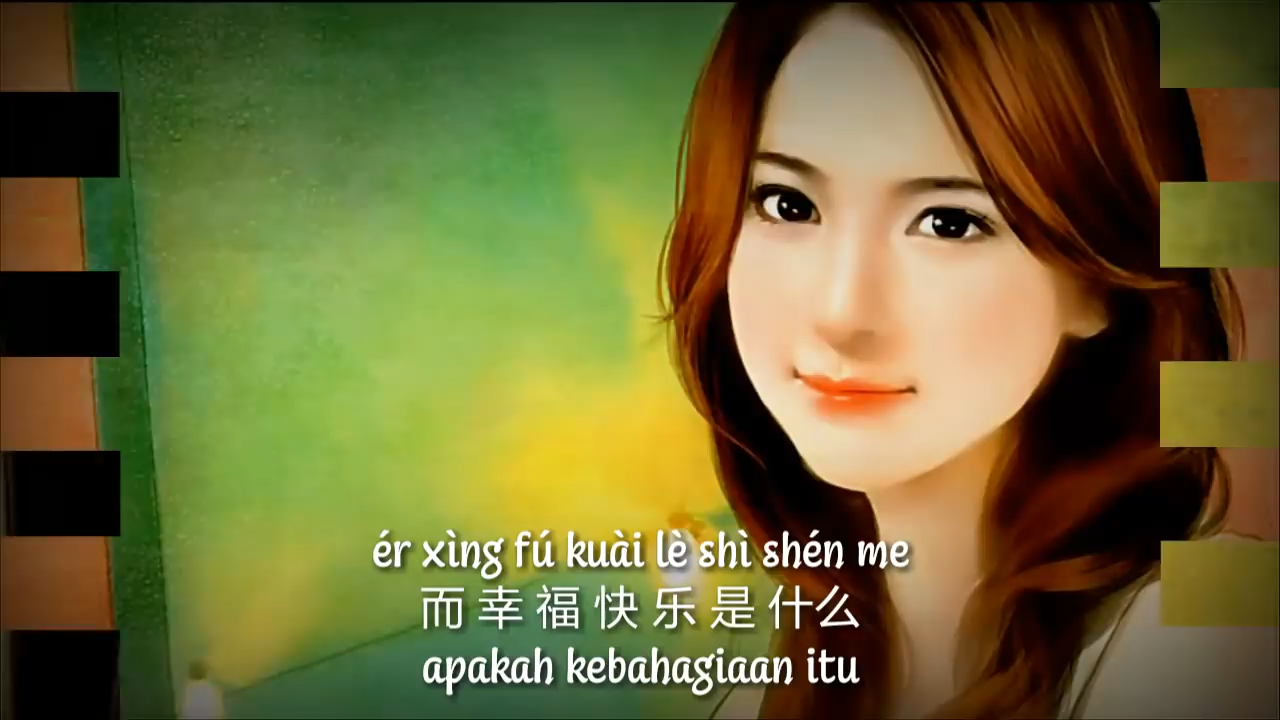 ér xìng fú kuài lè shì shén me
而 幸 福 快 乐 是 什么
apakah kebahagiaan itu